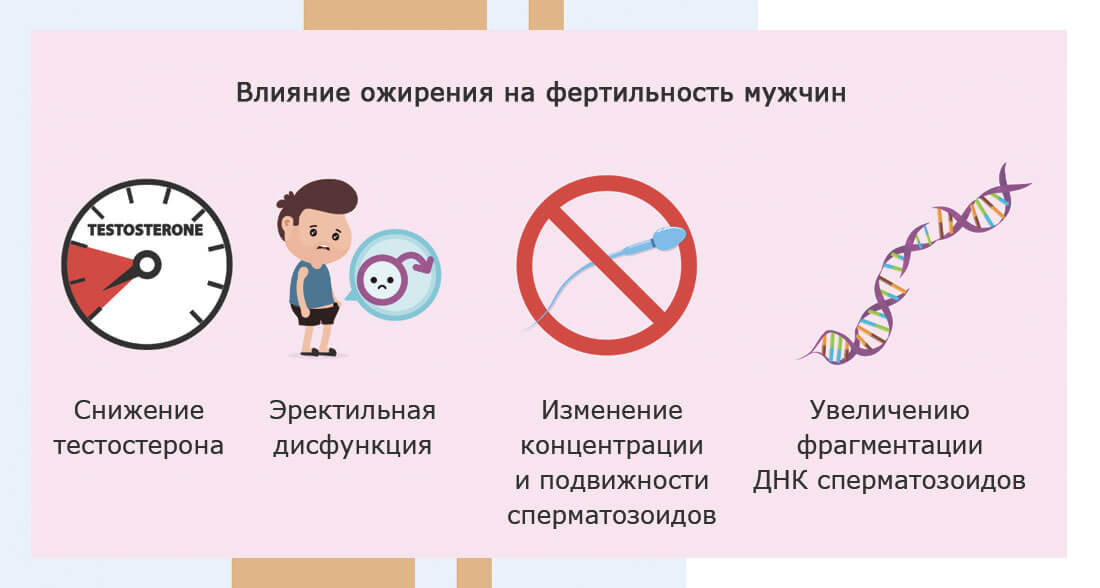 Влияние ожирения на фертильность мужчин
TESTOSTERONE
Снижение
тестостерона
Эректильная
дисфункция
Изменение
концентрации
и подвижности
сперматозоидов
Увеличению
фрагментации
ДНК сперматозоидов